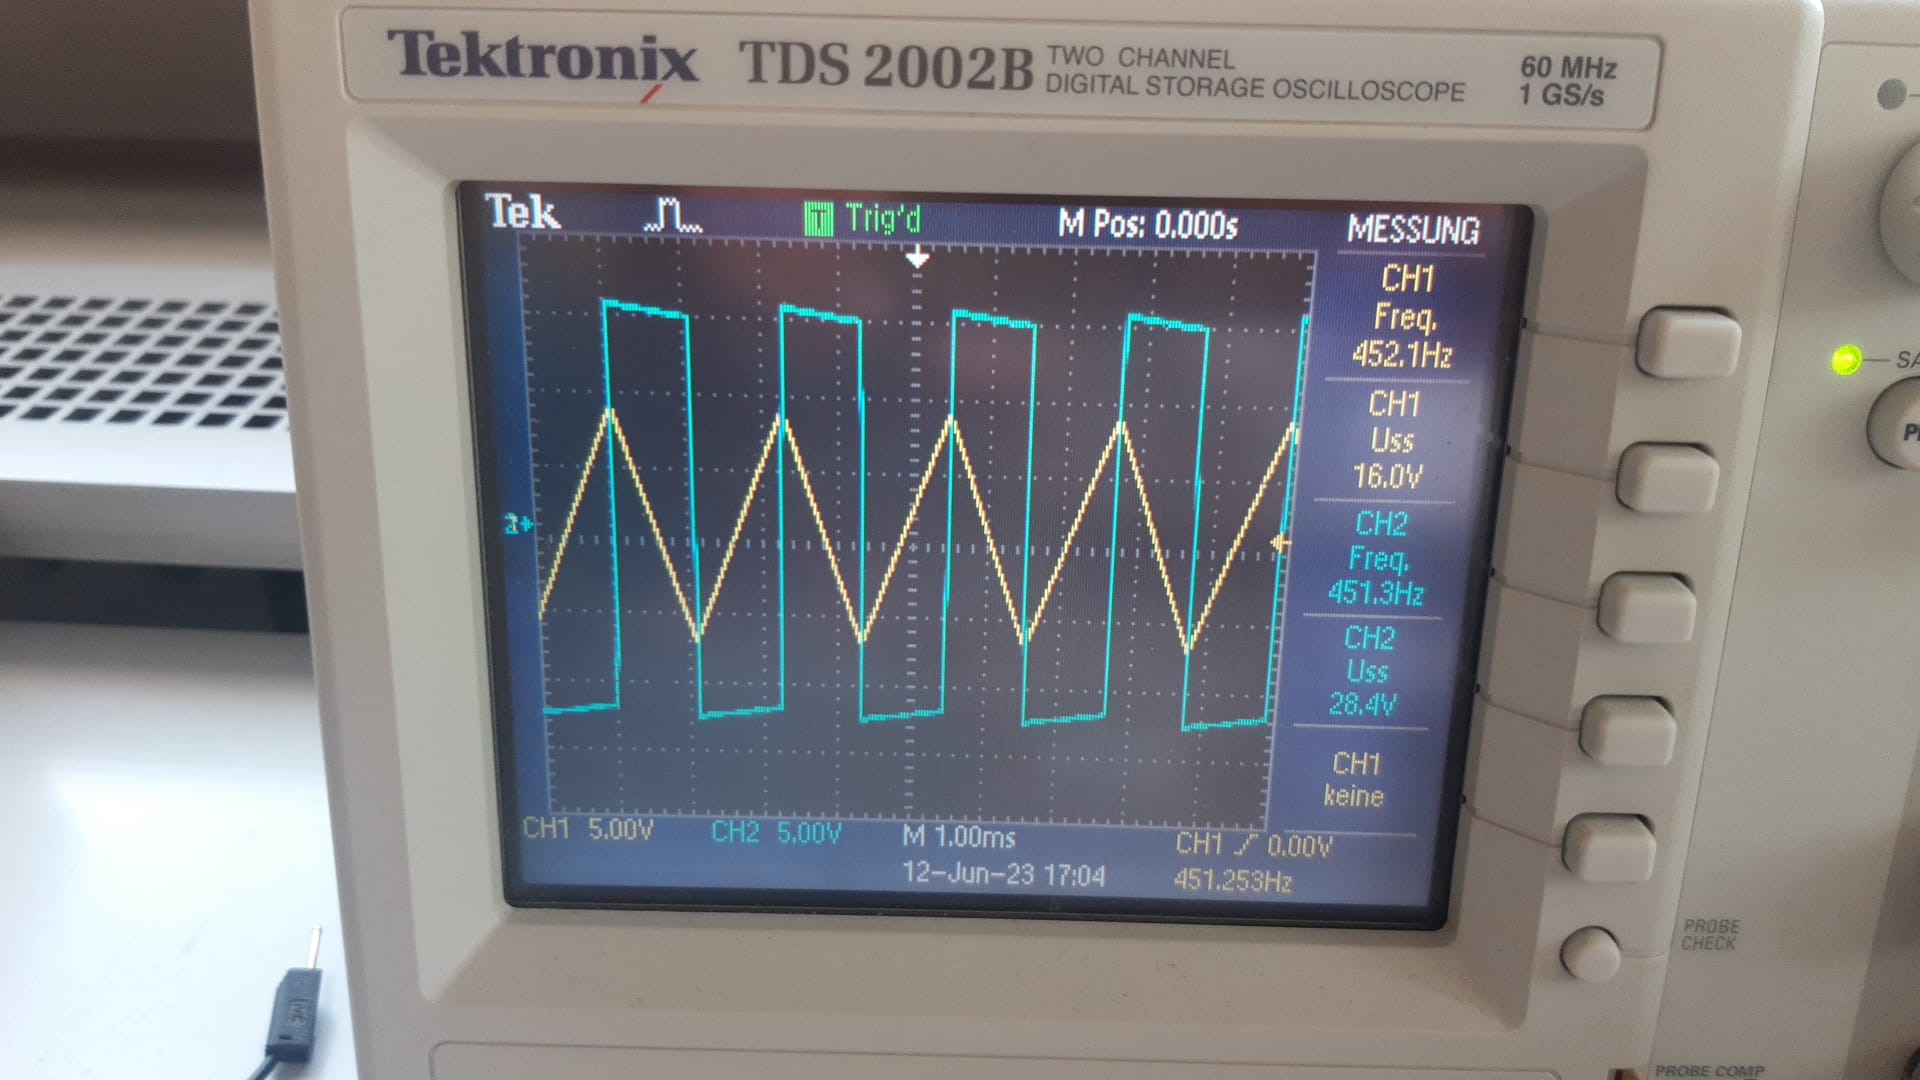 Tektronix TDS 2002B TWO CHANNEL DIGITAL STORAGE OSCILLOSCOPE
60 MHz
1 GS/s
Tek Trig'd M Pos: 0.000s MESSUNG
CH1
Freq.
452.1Hz
CH1
Uss
16.0V
CH2
Freq.
451.3Hz
CH2
Uss
28.4V
CH1
keine
CH1 5.00V CH2 5.00V M 1.00ms CH1 0.00V
12-Jun-23 17:04 451.253Hz
PROBE
CHECK
PROBE COMP